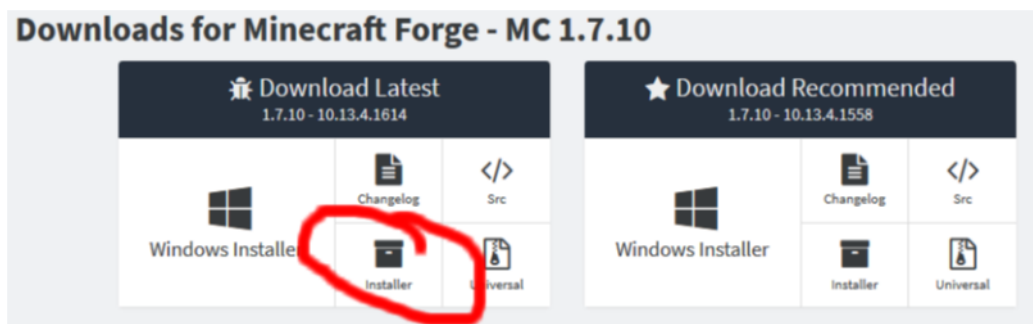 Downloads for Minecraft Forge - MC 1.7.10
Download Latest
1.7.10 - 10.13.4.1614
Changelog
Src
Windows Installer
Installer
Universal
Download Recommended
1.7.10 - 10.13.4.1558
Changelog
Src
Windows Installer
Installer
Universal